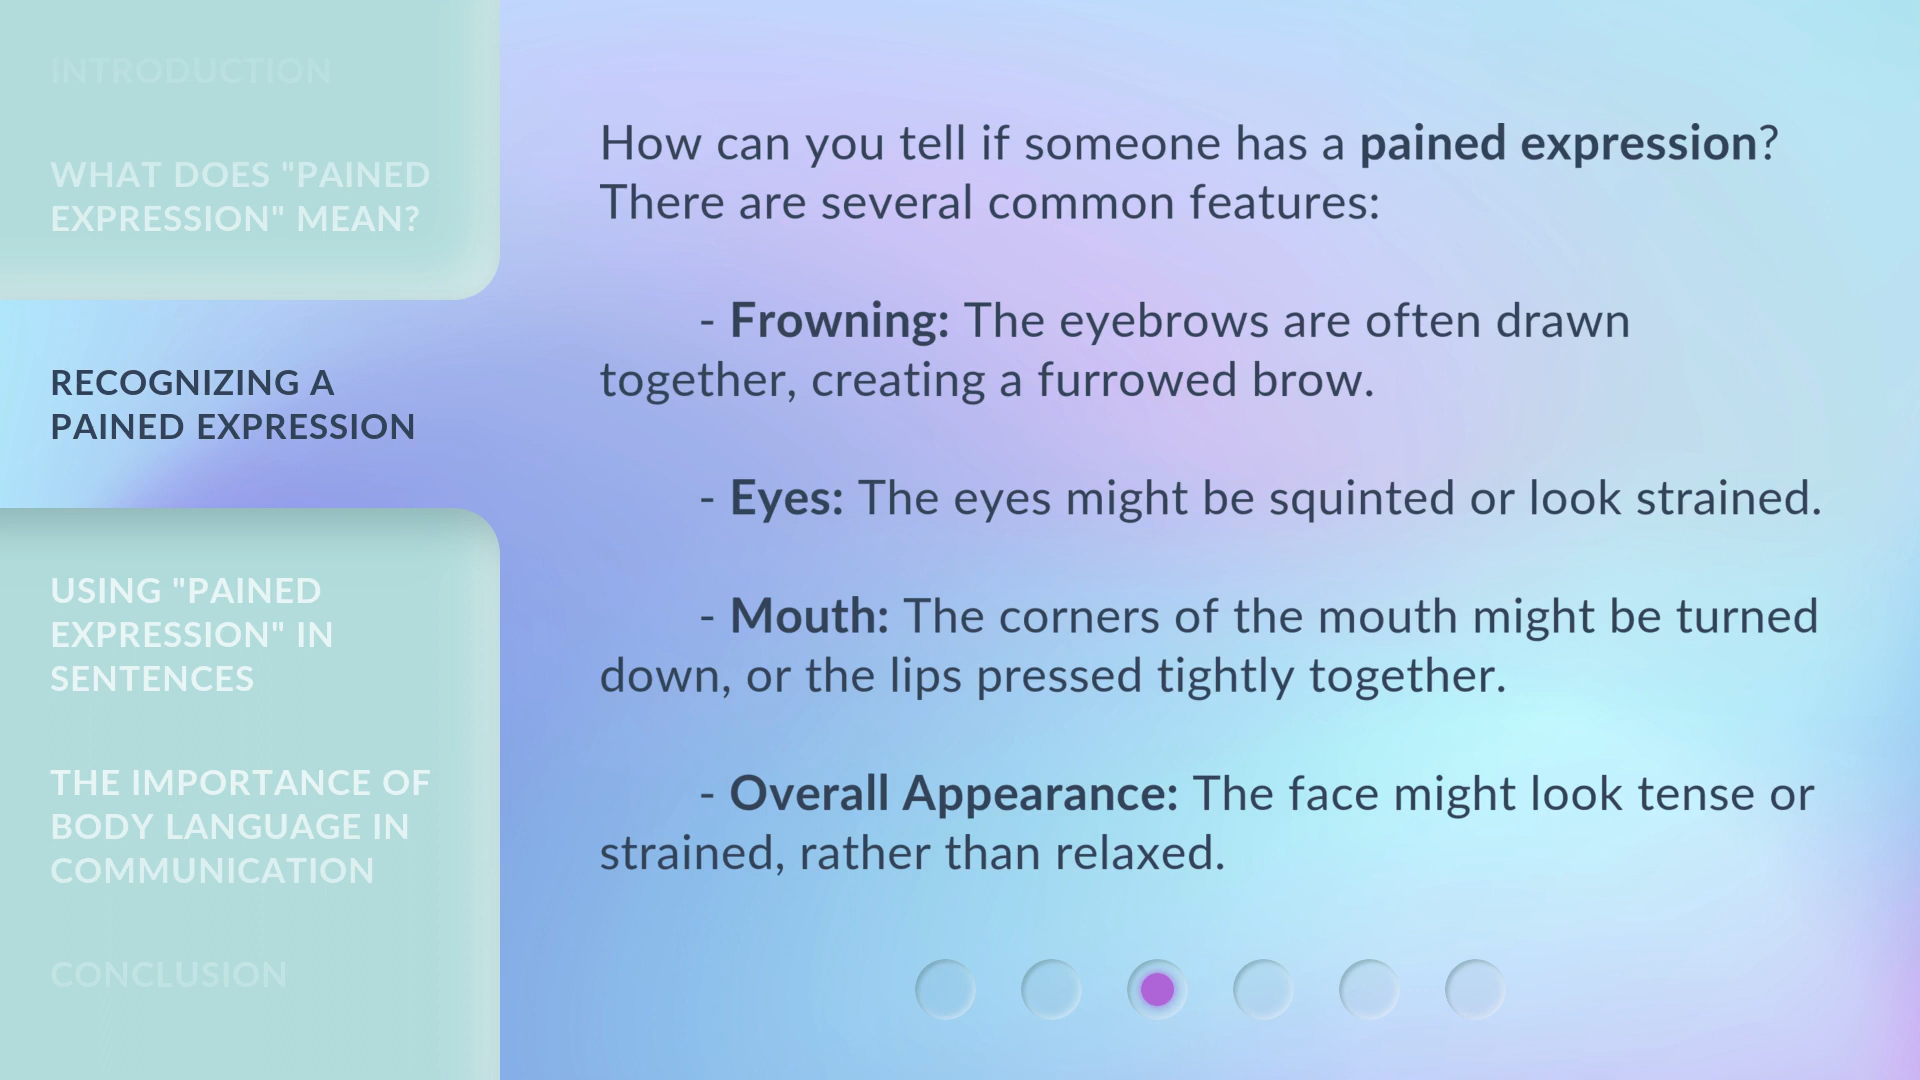 INTRODUCTION
WHAT DOES "PAINED
EXPRESSION" MEAN?
RECOGNIZING A
PAINED EXPRESSION
USING "PAINED
EXPRESSION" IN
SENTENCES
THE IMPORTANCE OF
BODY LANGUAGE IN
COMMUNICATION
CONCLUSION
How can you tell if someone has a pained expression?
There are several common features:
- Frowning: The eyebrows are often drawn
together, creating a furrowed brow.
- Eyes: The eyes might be squinted or look strained.
- Mouth: The corners of the mouth might be turned
down, or the lips pressed tightly together.
- Overall Appearance: The face might look tense or
strained, rather than relaxed.